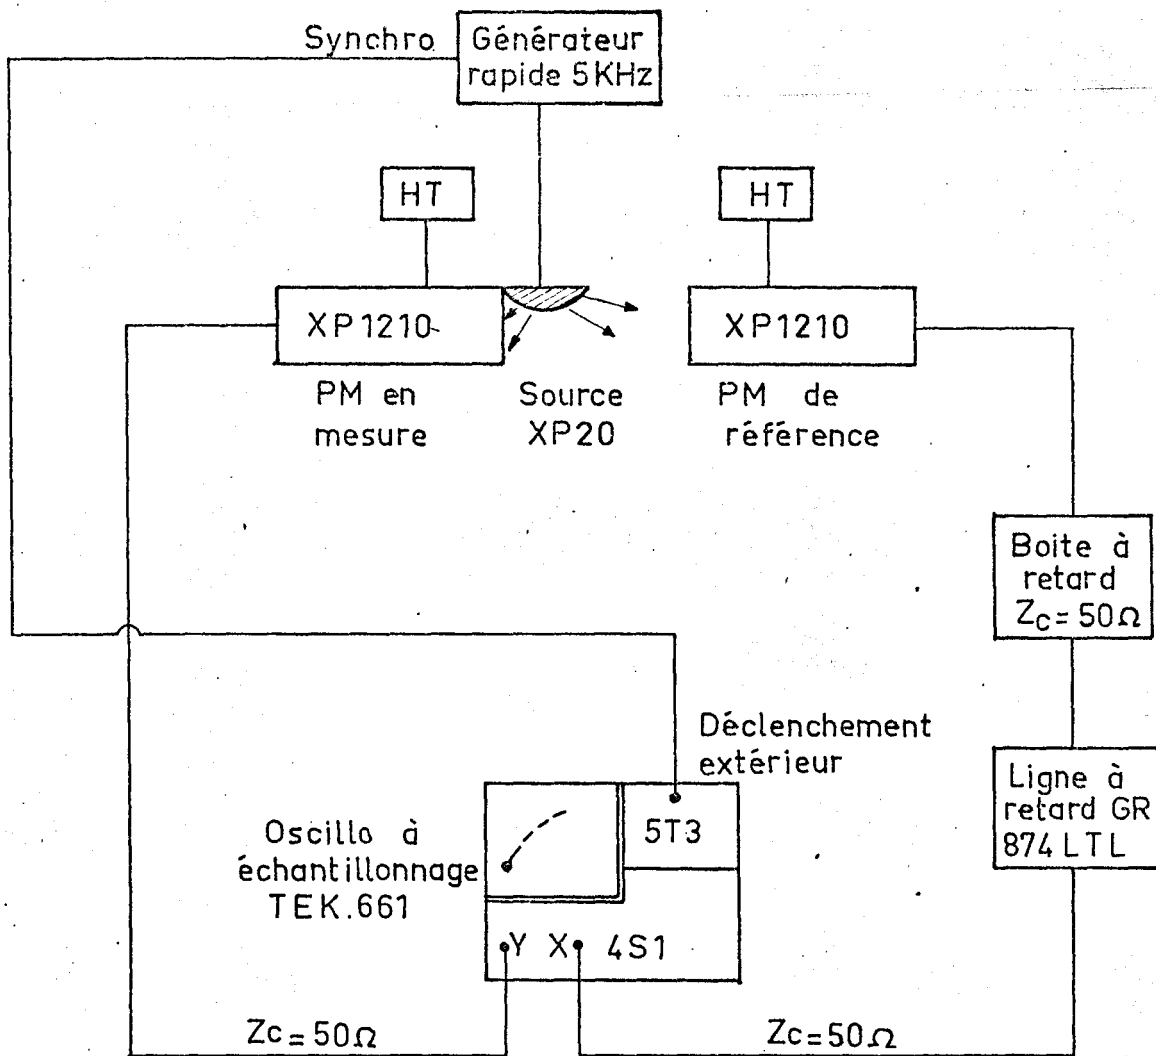 Synchro
Générateur
rapide 5KHz
HT
HT
XP1210
XP1210
PM en
mesure
Source
XP20
PM de
référence
Boite à
retard
Zc = 50Ω
Déclenchement
extérieur
Ligne à
retard GR
874 LTL
Oscillo à
échantillonnage
TEK.661
5T3
Y X 4S1
Zc = 50Ω
Zc = 50Ω